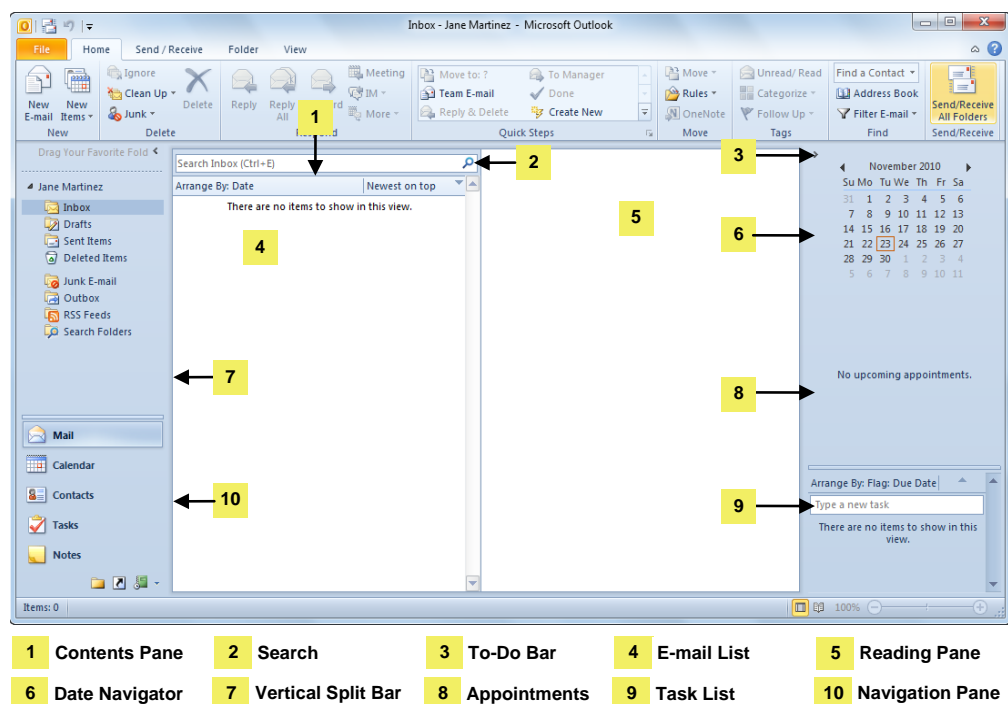 Inbox - Jane Martinez - Microsoft Outlook
File Home Send / Receive Folder View
New E-mail
New Items
New
Ignore
Clean Up
Junk
Delete
Delete
Reply
Reply All
Meeting
IM
More
Move to: ?
Team E-mail
Reply & Delete
To Manager
Done
Create New
Quick Steps
Move
Rules
OneNote
Move
Unread/ Read
Categorize
Follow Up
Tags
Find a Contact
Address Book
Filter E-mail
Find
Send/Receive All Folders
Send/Receive
Drag Your Favorite Fold
Jane Martinez
Inbox
Drafts
Sent Items
Deleted Items
Junk E-mail
Outbox
RSS Feeds
Search Folders
Mail
Calendar
Contacts
Tasks
Notes
Search Inbox (Ctrl+E)
Arrange By: Date Newest on top
There are no items to show in this view.
1
2
3
4
5
6
7
8
9
10
November 2010
Su Mo Tu We Th Fr Sa
31 1 2 3 4 5 6
7 8 9 10 11 12 13
14 15 16 17 18 19 20
21 22 23 24 25 26 27
28 29 30 1 2 3 4
5 6 7 8 9 10 11
No upcoming appointments.
Arrange By: Flag: Due Date
Type a new task
There are no items to show in this
view.
Items: 0
100%
1 Contents Pane 2 Search 3 To-Do Bar 4 E-mail List 5 Reading Pane
6 Date Navigator 7 Vertical Split Bar 8 Appointments 9 Task List 10 Navigation Pane